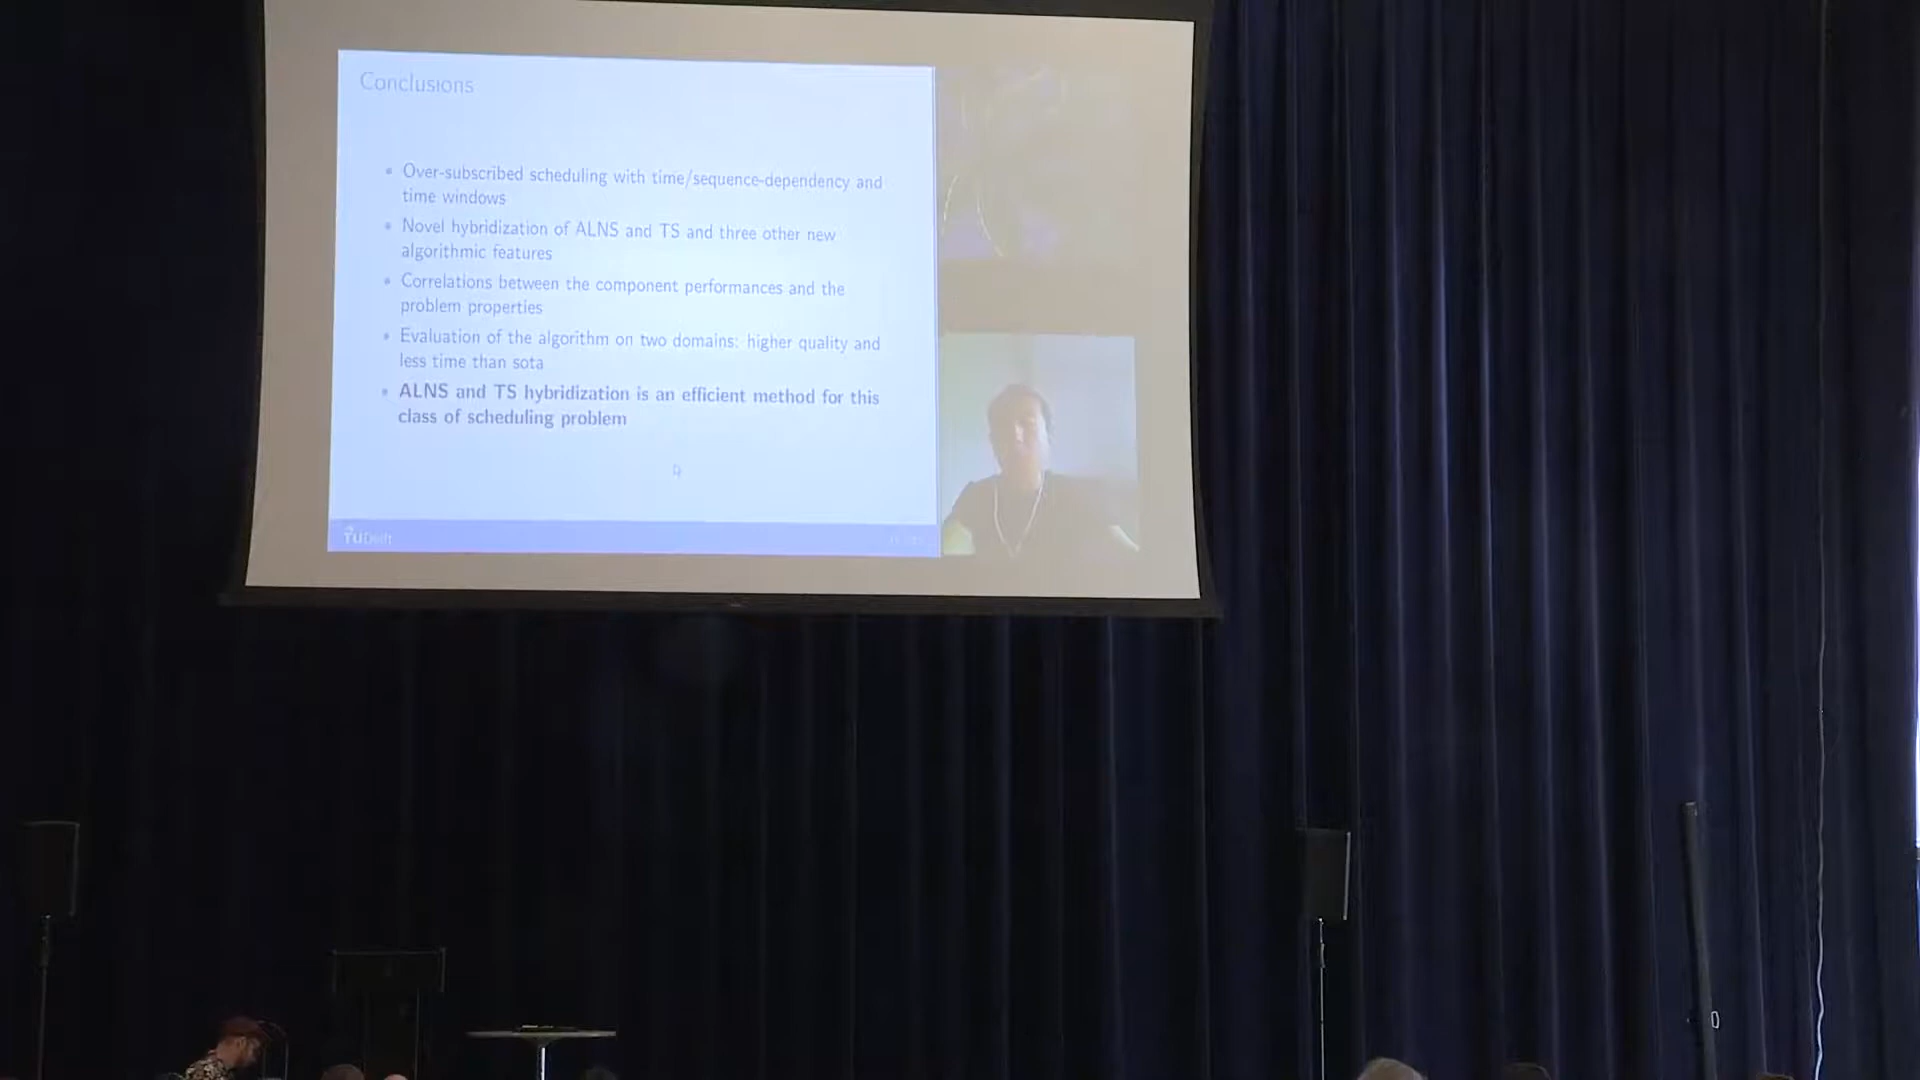 Conclusions
Over-subscribed scheduling with time/sequence-dependency and
time windows
Novel hybridization of ALNS and TS and three other new
algorithmic features
Correlations between the component performances and the
problem properties
Evaluation of the algorithm on two domains: higher quality and
less time than sota
ALNS and TS hybridization is an efficient method for this
class of scheduling problem
TUDelft